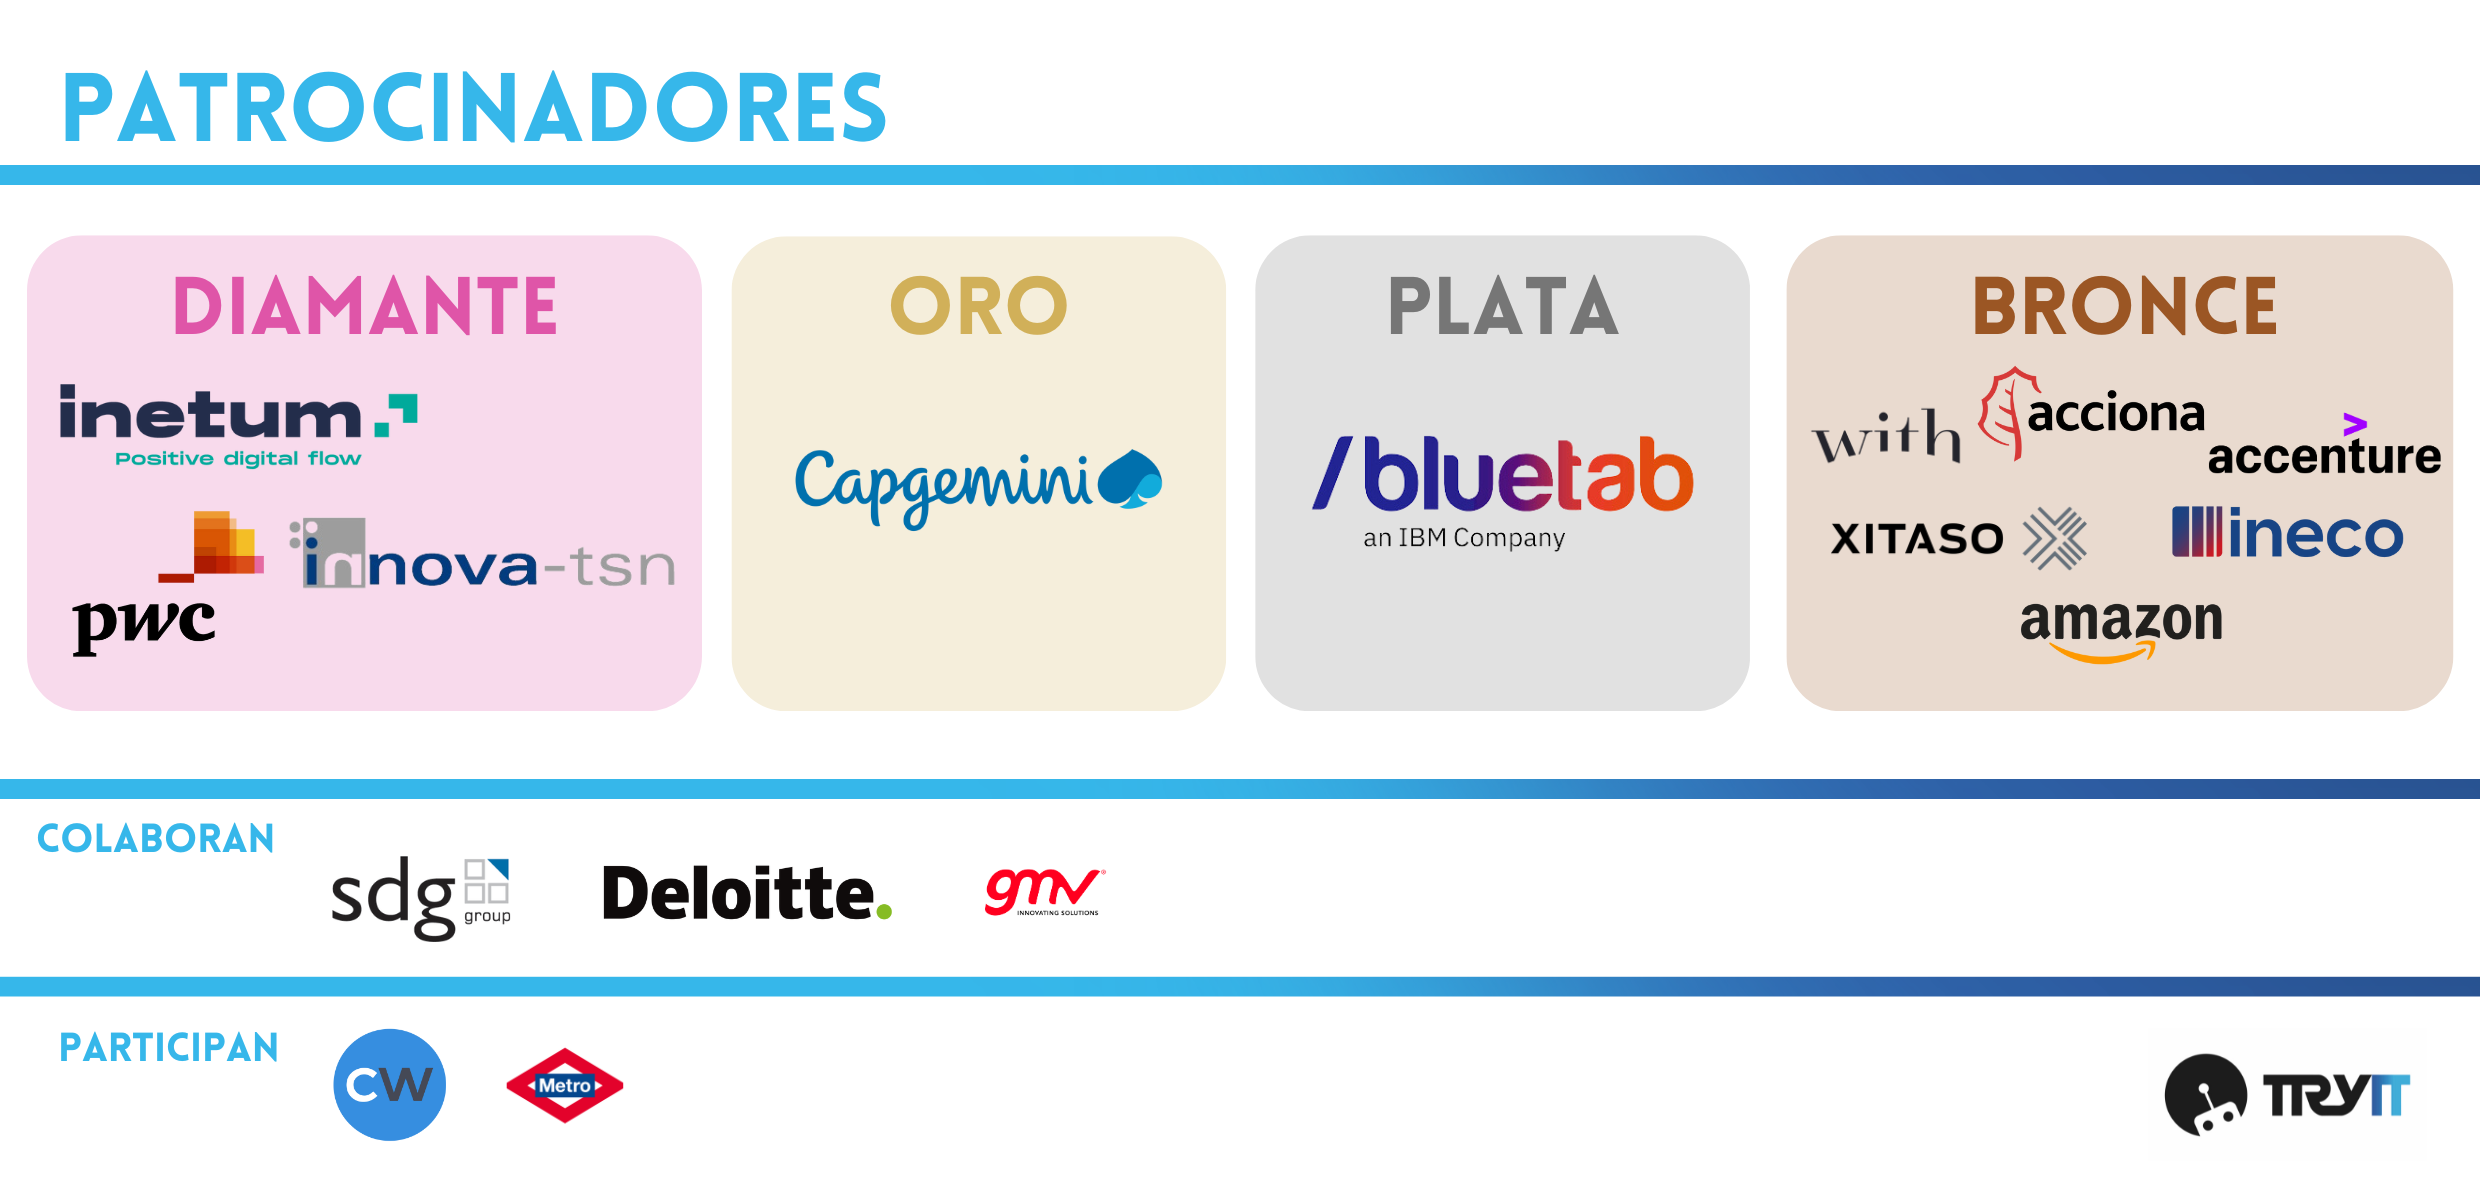 PATROCINADORES
DIAMANTE
inetum
Positive digital flow
pwc
innova-tsn
ORO
Capgemini
PLATA
/bluetab
an IBM Company
BRONCE
with
acciona
accenture
XITASO
ineco
amazon
COLABORAN
sdg group
Deloitte.
gmv
INNOVATING SOLUTIONS
PARTICIPAN
CW
Metro
TRYIT